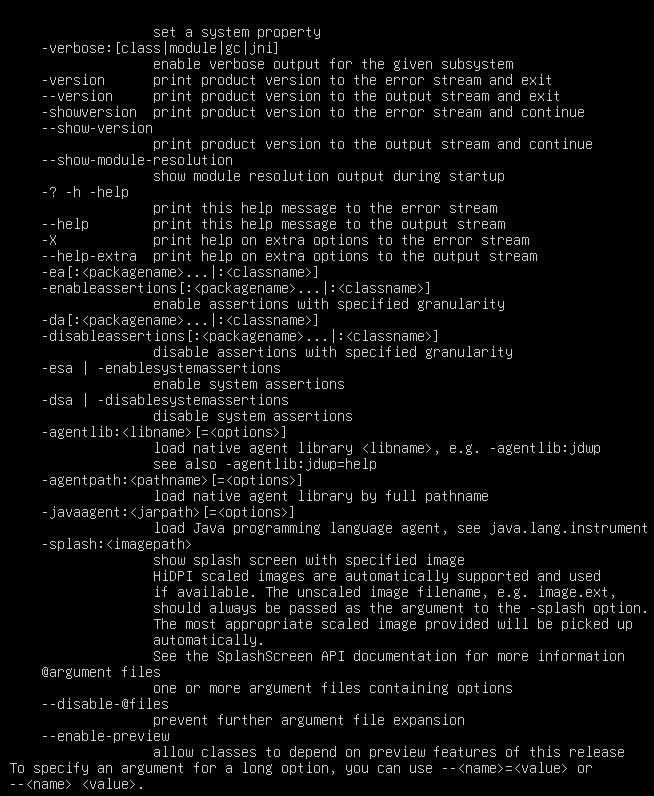 set a system property
-verbose:[class|module|gc|jni]
enable verbose output for the given subsystem
-version      print product version to the error stream and exit
--version     print product version to the output stream and exit
-showversion  print product version to the error stream and continue
--show-version
print product version to the output stream and continue
--show-module-resolution
show module resolution output during startup
-? -h -help
print this help message to the error stream
--help        print this help message to the output stream
-X            print help on extra options to the error stream
--help-extra  print help on extra options to the output stream
-ea[:<packagename>...|:<classname>]
-enableassertions[:<packagename>...|:<classname>]
enable assertions with specified granularity
-da[:<packagename>...|:<classname>]
-disableassertions[:<packagename>...|:<classname>]
disable assertions with specified granularity
-esa | -enablesystemassertions
enable system assertions
-dsa | -disablesystemassertions
disable system assertions
-agentlib:<libname>[=<options>]
load native agent library <libname>, e.g. -agentlib:jdwp
see also -agentlib:jdwp=help
-agentpath:<pathname>[=<options>]
load native agent library by full pathname
-javaagent:<jarpath>[=<options>]
load Java programming language agent, see java.lang.instrument
-splash:<imagepath>
show splash screen with specified image
HiDPI scaled images are automatically supported and used
if available. The unscaled image filename, e.g. image.ext,
should always be passed as the argument to the -splash option.
The most appropriate scaled image provided will be picked up
automatically.
See the SplashScreen API documentation for more information
@argument files
one or more argument files containing options
--disable-@files
prevent further argument file expansion
--enable-preview
allow classes to depend on preview features of this release
To specify an argument for a long option, you can use --<name>=<value> or
--<name> <value>.